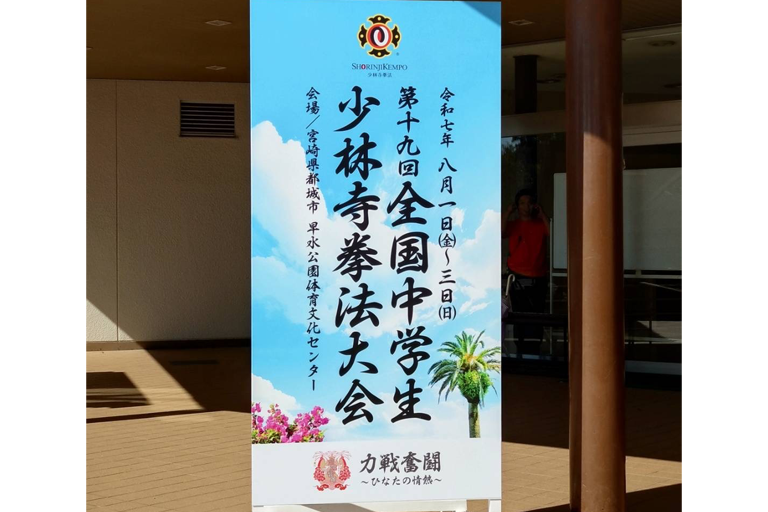 SHORINJIKEMPO
少林寺拳法
令和七年 八月一日㈮〜三日㈰
第十九回全国中学生
少林寺拳法大会
会場/宮崎県都城市 早水公園体育文化センター
力戦奮闘
〜ひなたの情熱〜